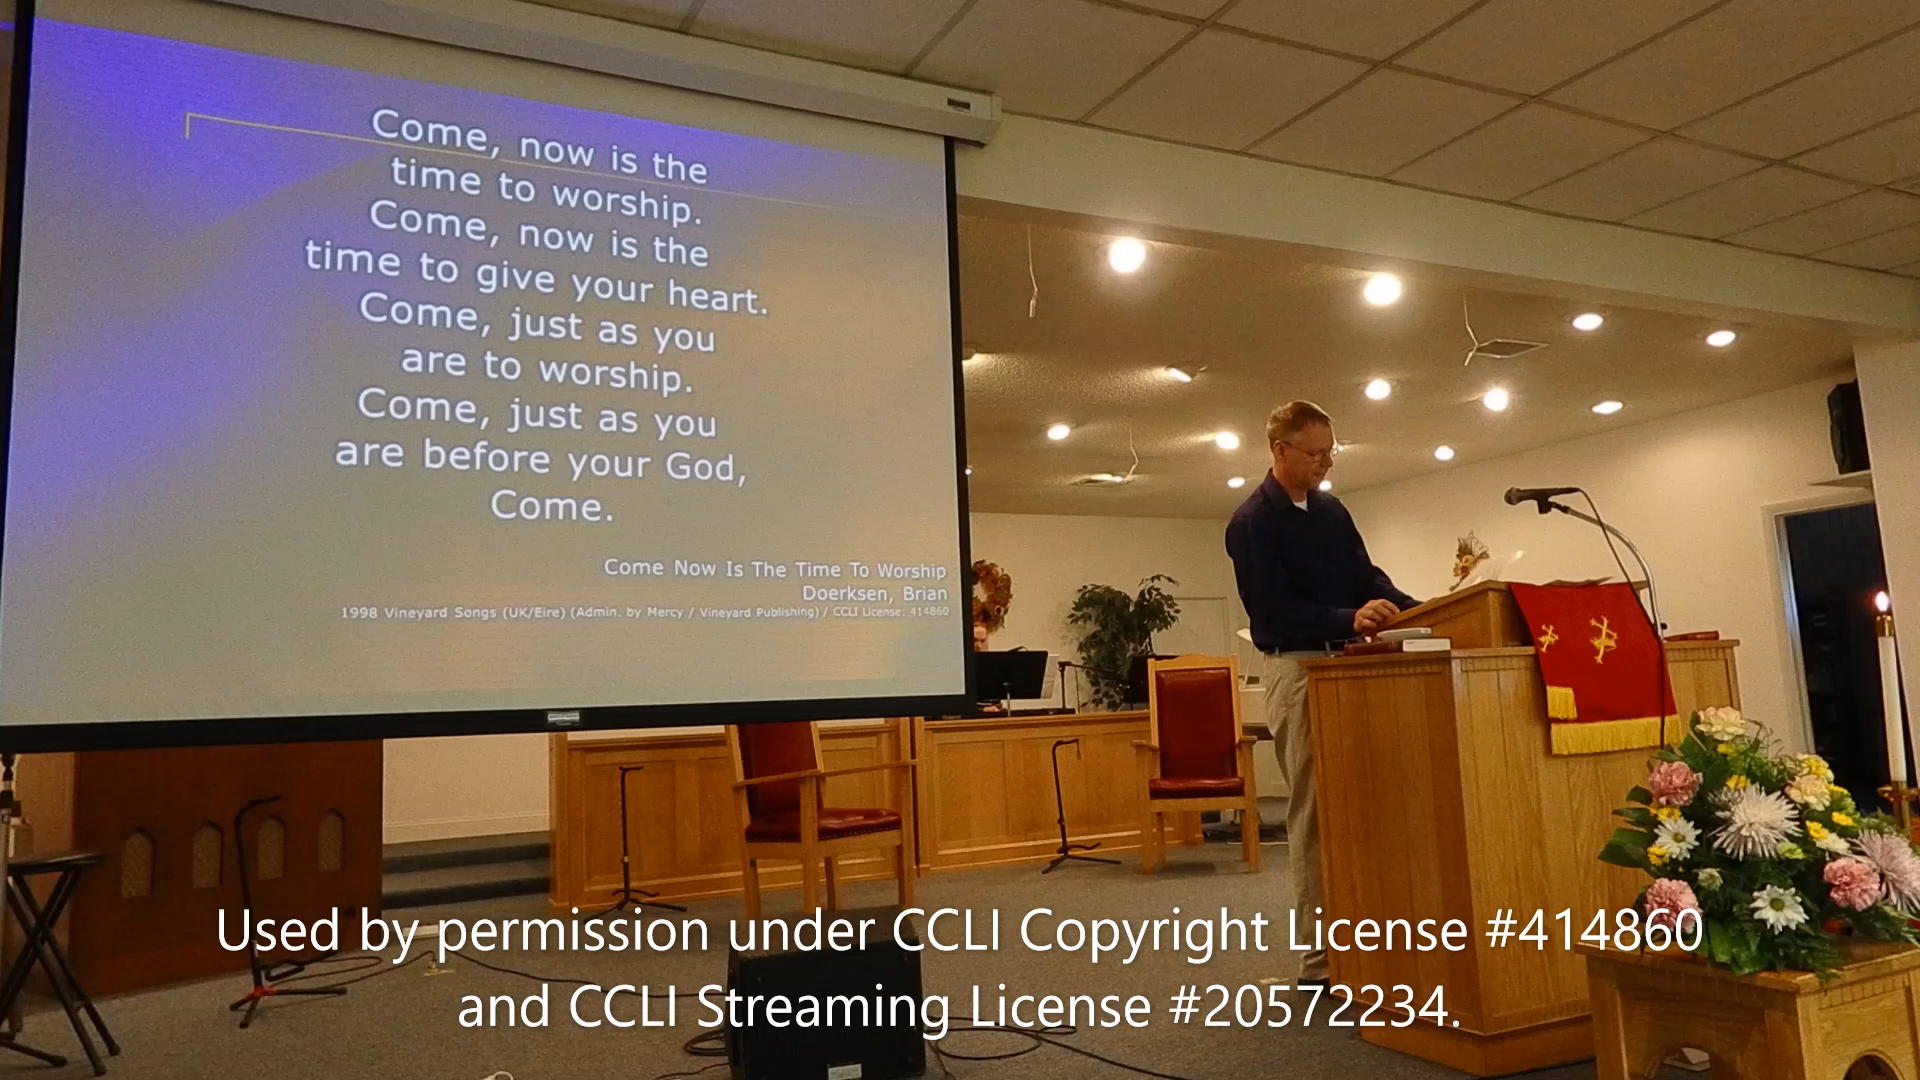 Come, now is the
time to worship.
Come, now is the
time to give your heart.
Come, just as you
are to worship.
Come, just as you
are before your God,
Come.
Come Now Is The Time To Worship
Doerksen, Brian
1998 Vineyard Songs (UK/Eire) (Admin. by Mercy / Vineyard Publishing) / CCLI License: 414860
Used by permission under CCLI Copyright License #414860
and CCLI Streaming License #20572234.